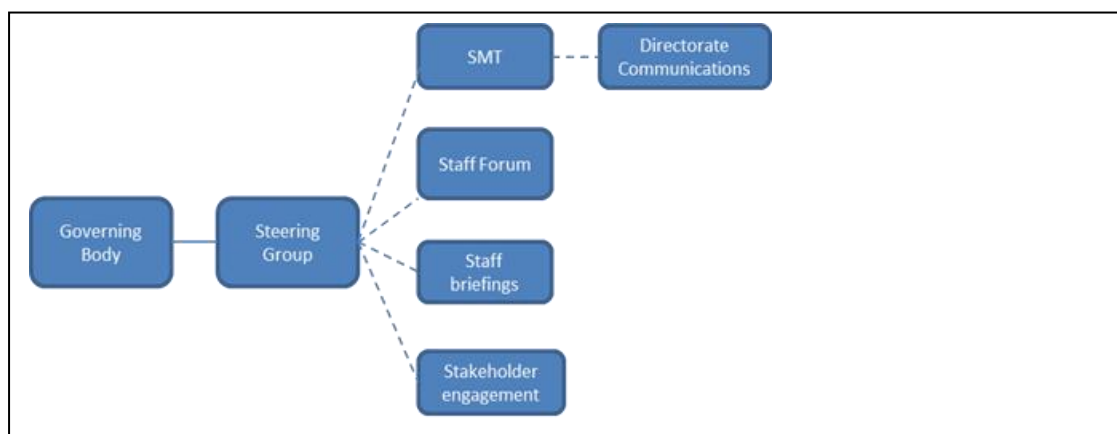 SMT
Directorate
Communications
Staff Forum
Governing
Body
Steering
Group
Staff
briefings
Stakeholder
engagement